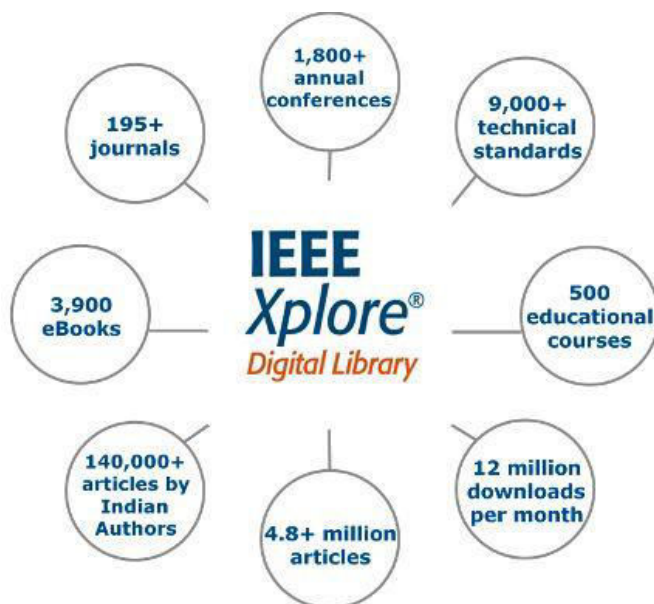 1,800+
annual
conferences
195+
journals
9,000+
technical
standards
IEEE
Xplore®
Digital Library
3,900
eBooks
500
educational
courses
140,000+
articles by
Indian
Authors
4.8+ million
articles
12 million
downloads
per month